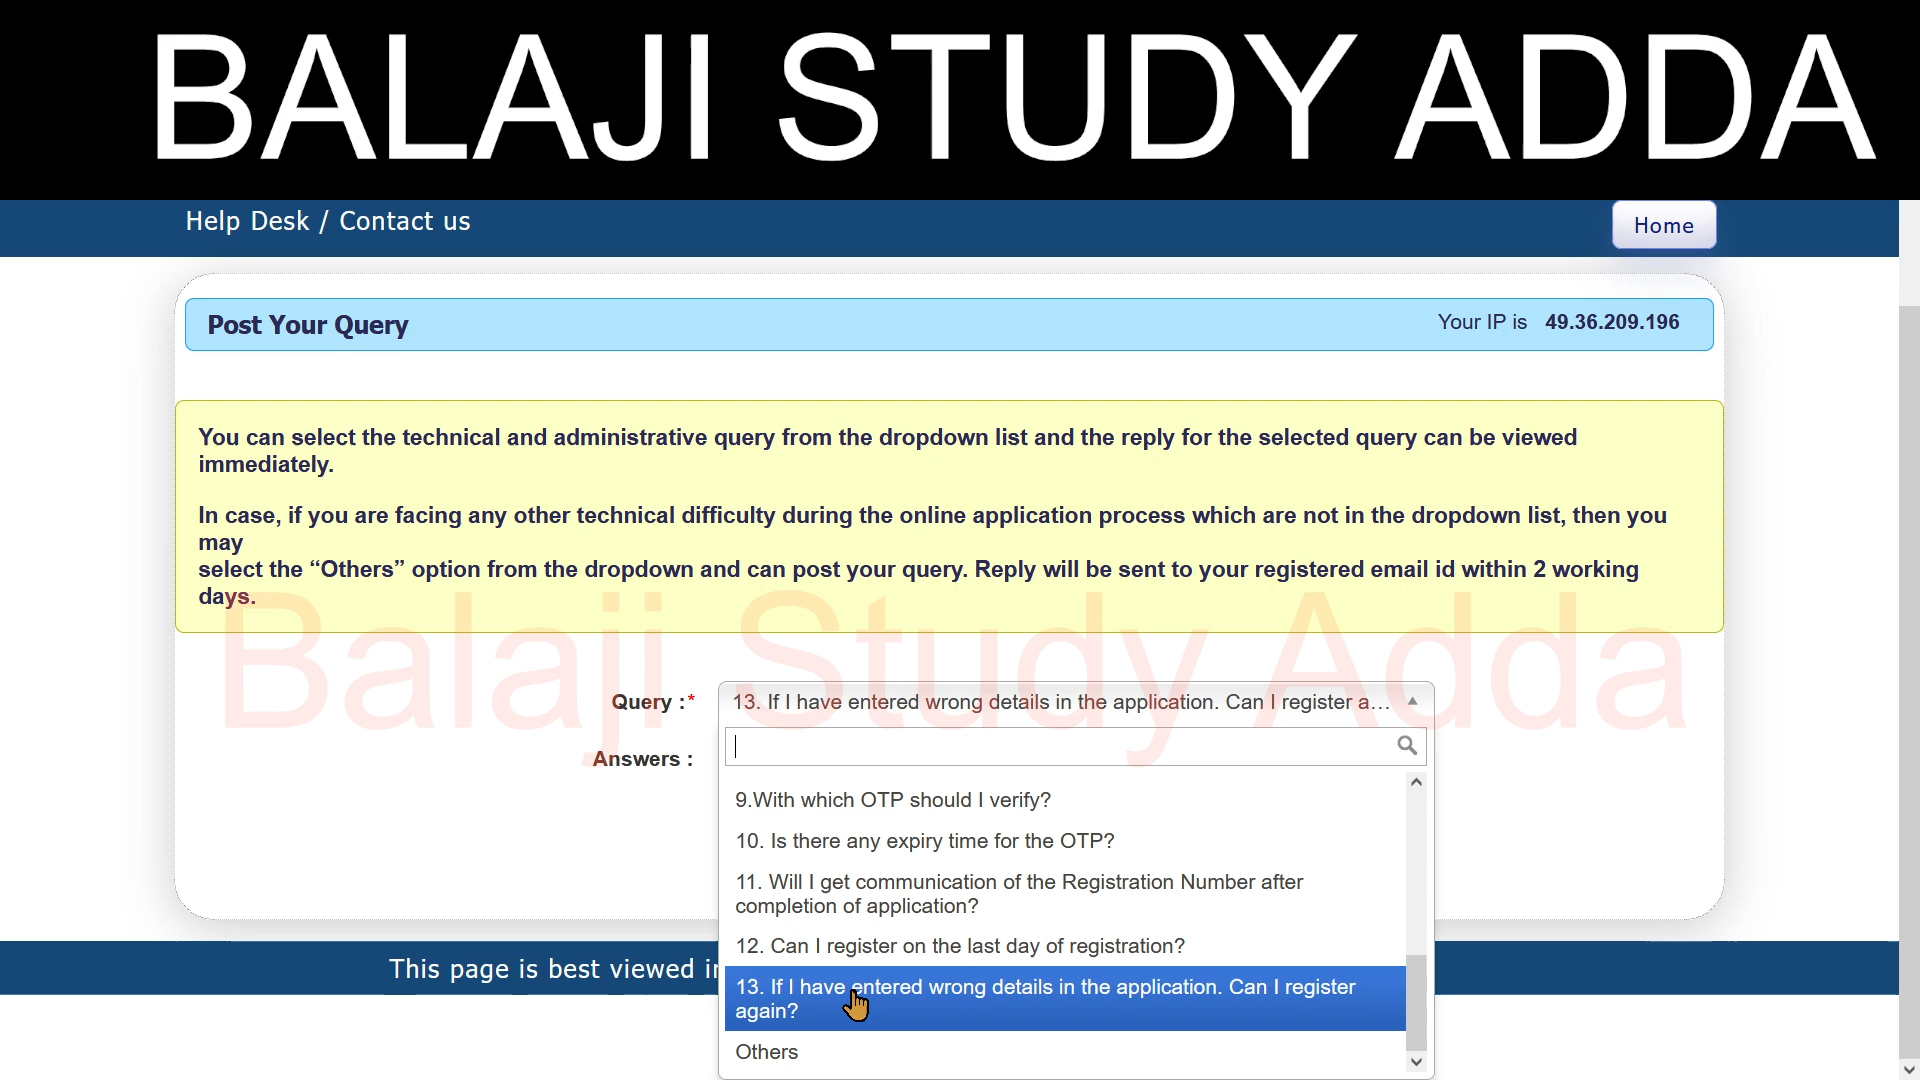 BALAJI STUDY ADDA
Help Desk / Contact us
Home
Post Your Query
Your IP is 49.36.209.196
You can select the technical and administrative query from the dropdown list and the reply for the selected query can be viewed
immediately.
In case, if you are facing any other technical difficulty during the online application process which are not in the dropdown list, then you
may
select the “Others” option from the dropdown and can post your query. Reply will be sent to your registered email id within 2 working
days.
Balaji Study Adda
Query :*
13. If I have entered wrong details in the application. Can I register a...
Answers :
9.With which OTP should I verify?
10. Is there any expiry time for the OTP?
11. Will I get communication of the Registration Number after
completion of application?
12. Can I register on the last day of registration?
This page is best viewed in
13. If I have entered wrong details in the application. Can I register
again?
Others